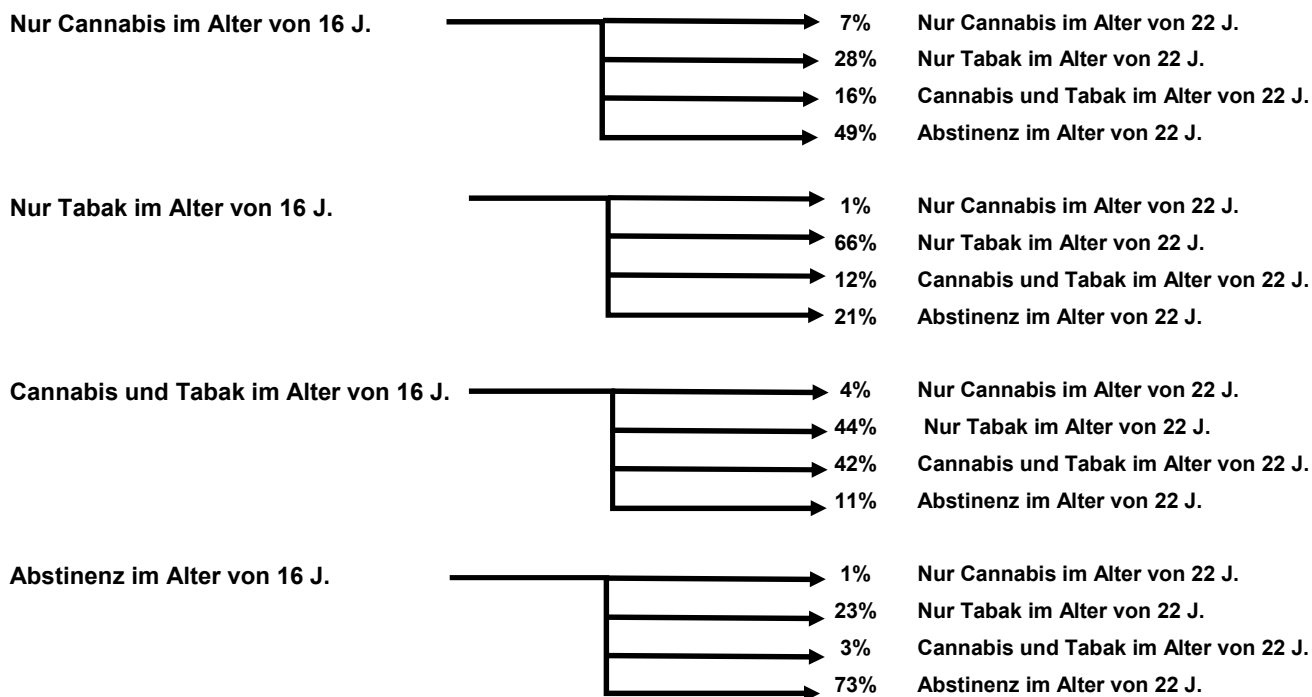 Nur Cannabis im Alter von 16 J. 7% Nur Cannabis im Alter von 22 J.
28% Nur Tabak im Alter von 22 J.
16% Cannabis und Tabak im Alter von 22 J.
49% Abstinenz im Alter von 22 J.
Nur Tabak im Alter von 16 J. 1% Nur Cannabis im Alter von 22 J.
66% Nur Tabak im Alter von 22 J.
12% Cannabis und Tabak im Alter von 22 J.
21% Abstinenz im Alter von 22 J.
Cannabis und Tabak im Alter von 16 J. 4% Nur Cannabis im Alter von 22 J.
44% Nur Tabak im Alter von 22 J.
42% Cannabis und Tabak im Alter von 22 J.
11% Abstinenz im Alter von 22 J.
Abstinenz im Alter von 16 J. 1% Nur Cannabis im Alter von 22 J.
23% Nur Tabak im Alter von 22 J.
3% Cannabis und Tabak im Alter von 22 J.
73% Abstinenz im Alter von 22 J.